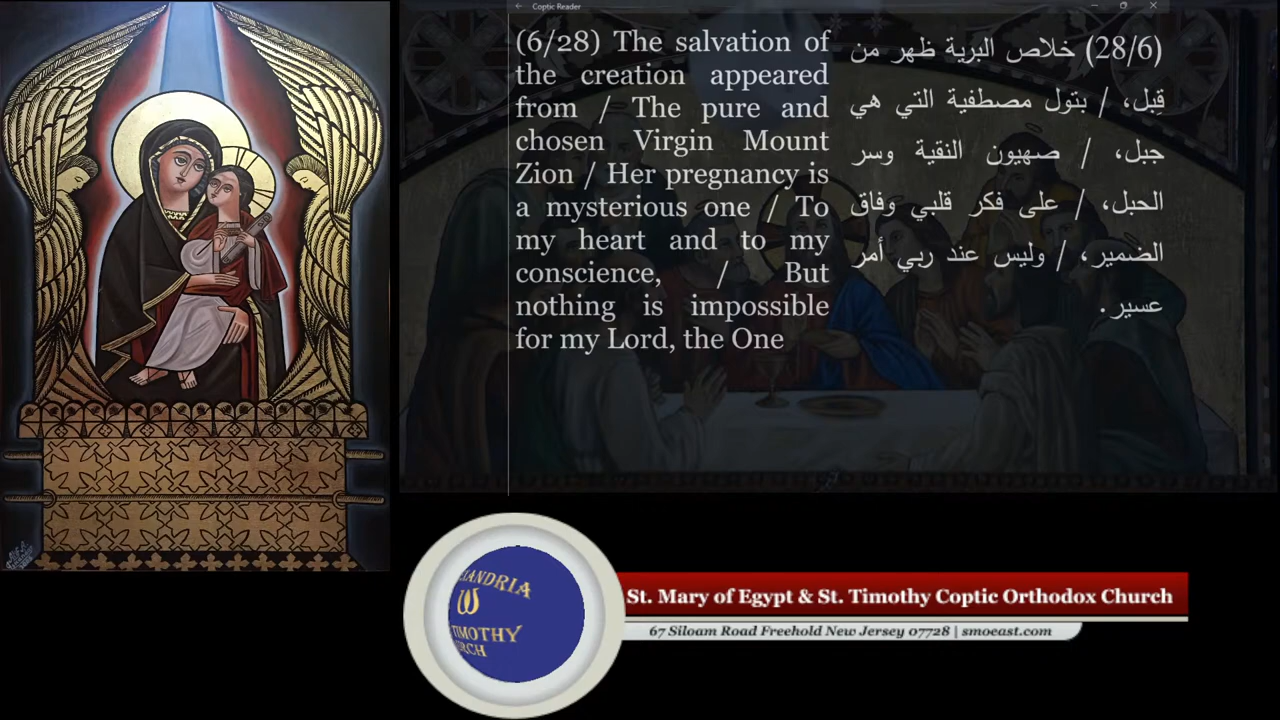 Coptic Reader
(6/28) The salvation of
the creation appeared
from / The pure and
chosen Virgin Mount
Zion / Her pregnancy is
a mysterious one / To
my heart and to my
conscience, / But
nothing is impossible
for my Lord, the One
(28/6) خلاص البرية ظهر من
قِبل، / بتول مصطفية التي هي
جبل، / صهيون النقية وسر
الحبل، / على فكر قلبي وفاق
الضمير، / وليس عند ربي أمر
عسير.
ANDRIA
TIMOTHY
St. Mary of Egypt & St. Timothy Coptic Orthodox Church
67 Siloam Road Freehold New Jersey 07728 | smoeast.com